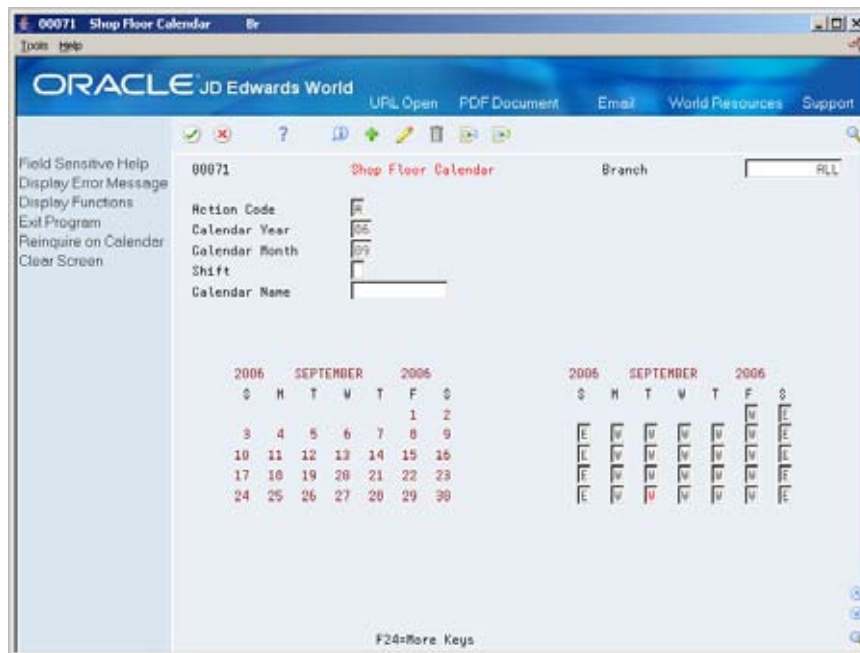 00071 Shop Floor Calendar Br
Tools Help
ORACLE JD Edwards World
URL Open PDF Document Email World Resources Support
Field Sensitive Help
Display Error Message
Display Functions
Exit Program
Reinquire on Calendar
Clear Screen
00071 Shop Floor Calendar Branch ALL
Action Code A
Calendar Year 06
Calendar Month 09
Shift
Calendar Name
2006 SEPTEMBER 2006 2006 SEPTEMBER 2006
S M T W T F S S M T W T F S
1 2 W E
3 4 5 6 7 8 9 E W W W W W E
10 11 12 13 14 15 16 E W W W W W E
17 18 19 20 21 22 23 E W W W W W E
24 25 26 27 28 29 30 E W W W W W E
F24=More Keys